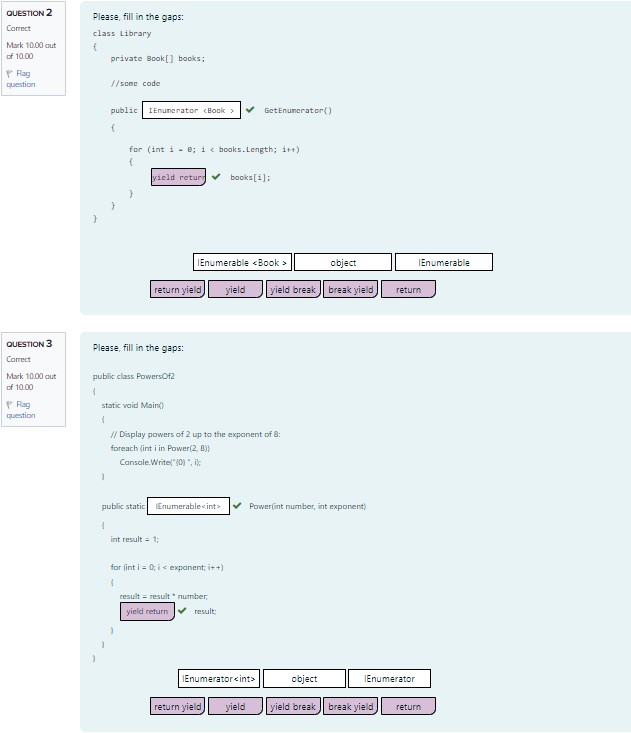 QUESTION 2
Correct
Mark 10.00 out
of 10.00
Flag
question
Please, fill in the gaps:
class Library
{
private Book[] books;
//some code
public IEnumerator <Book > GetEnumerator()
{
for (int i = 0; i < books.Length; i++)
{
yield return books[i];
}
}
}
IEnumerable <Book > object IEnumerable
return yield yield yield break break yield return
QUESTION 3
Correct
Mark 10.00 out
of 10.00
Flag
question
Please, fill in the gaps:
public class PowersOf2
{
static void Main()
{
// Display powers of 2 up to the exponent of 8:
foreach (int i in Power(2, 8))
Console.Write("{0} ", i);
}
public static IEnumerable<int> Power(int number, int exponent)
{
int result = 1;
for (int i = 0; i < exponent; i++)
{
result = result * number;
yield return result;
}
}
}
IEnumerator<int> object IEnumerator
return yield yield yield break break yield return